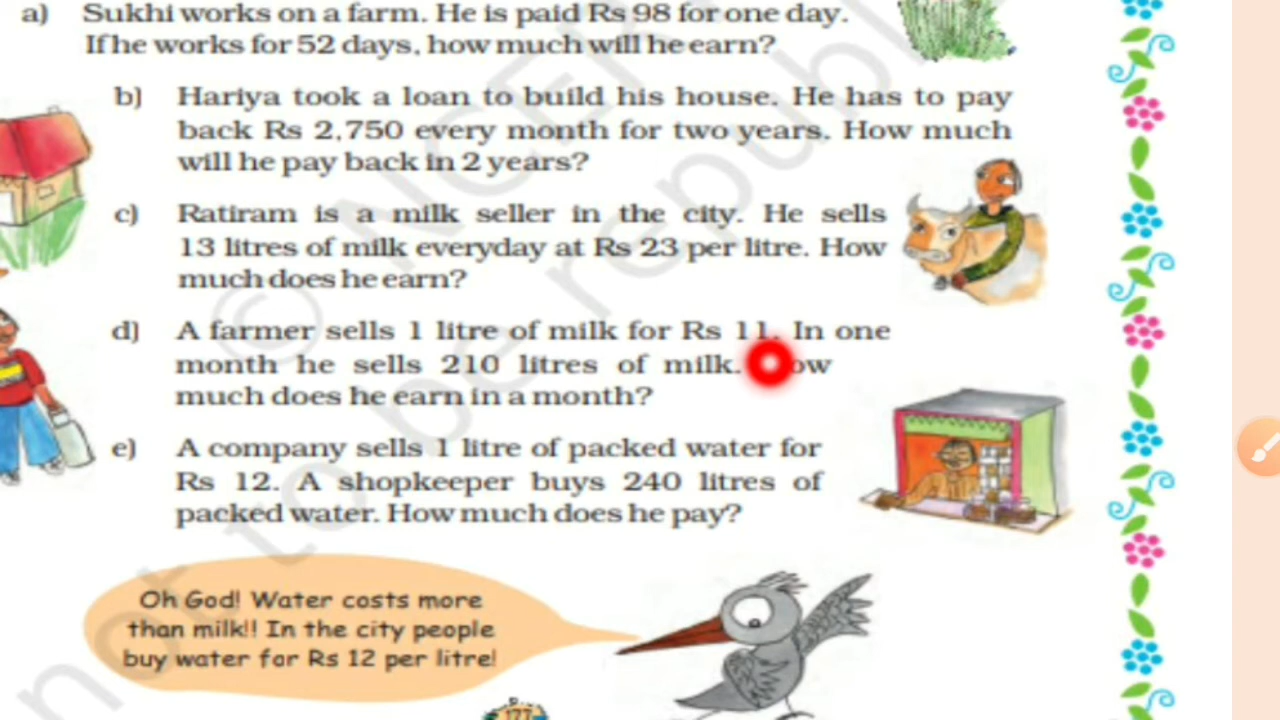 a) Sukhi works on a farm. He is paid Rs 98 for one day.
If he works for 52 days, how much will he earn?
b) Hariya took a loan to build his house. He has to pay
back Rs 2,750 every month for two years. How much
will he pay back in 2 years?
c) Ratiram is a milk seller in the city. He sells
13 litres of milk everyday at Rs 23 per litre. How
much does he earn?
d) A farmer sells 1 litre of milk for Rs 11. In one
month he sells 210 litres of milk. ow
much does he earn in a month?
e) A company sells 1 litre of packed water for
Rs 12. A shopkeeper buys 240 litres of
packed water. How much does he pay?
Oh God! Water costs more
than milk!! In the city people
buy water for Rs 12 per litre!
177
© NCER
not to be republi